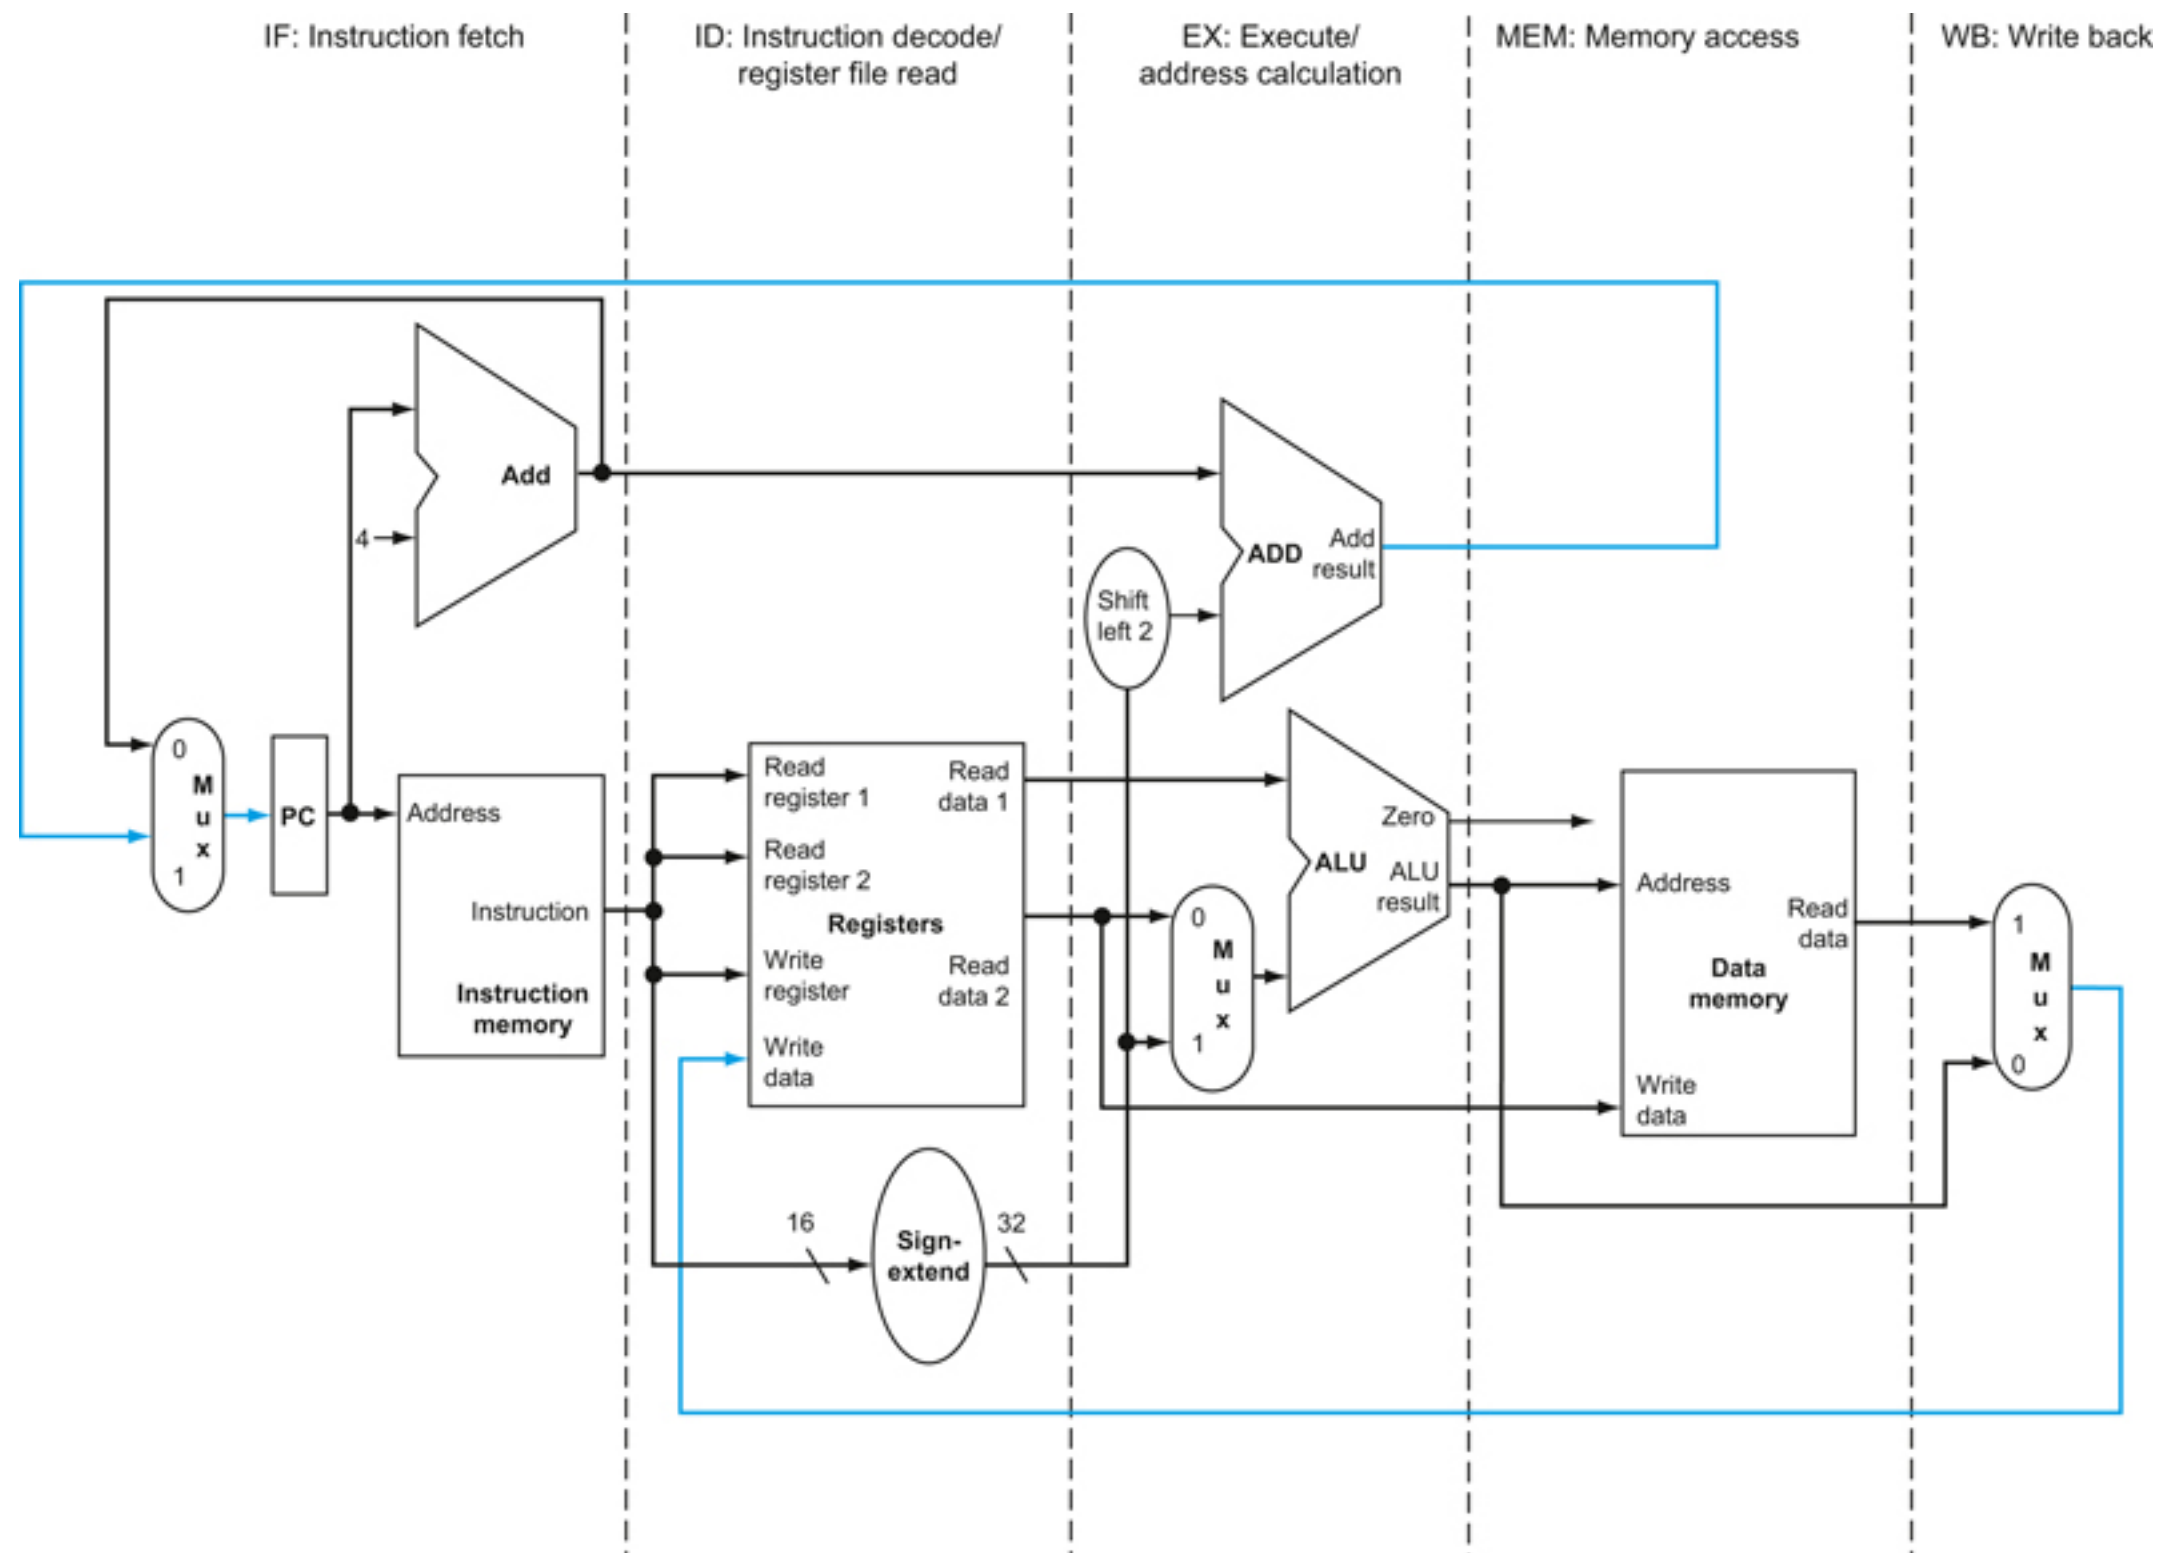 IF: Instruction fetch
ID: Instruction decode/
register file read
EX: Execute/
address calculation
MEM: Memory access
WB: Write back
Add
4
ADD
Add
result
Shift
left 2
0
M
u
x
1
PC
Address
Instruction
Instruction
memory
Read
register 1
Read
register 2
Write
register
Write
data
Registers
Read
data 1
Read
data 2
0
M
u
x
1
ALU
Zero
ALU
result
Address
Read
data
Data
memory
Write
data
1
M
u
x
0
16
Sign-
extend
32